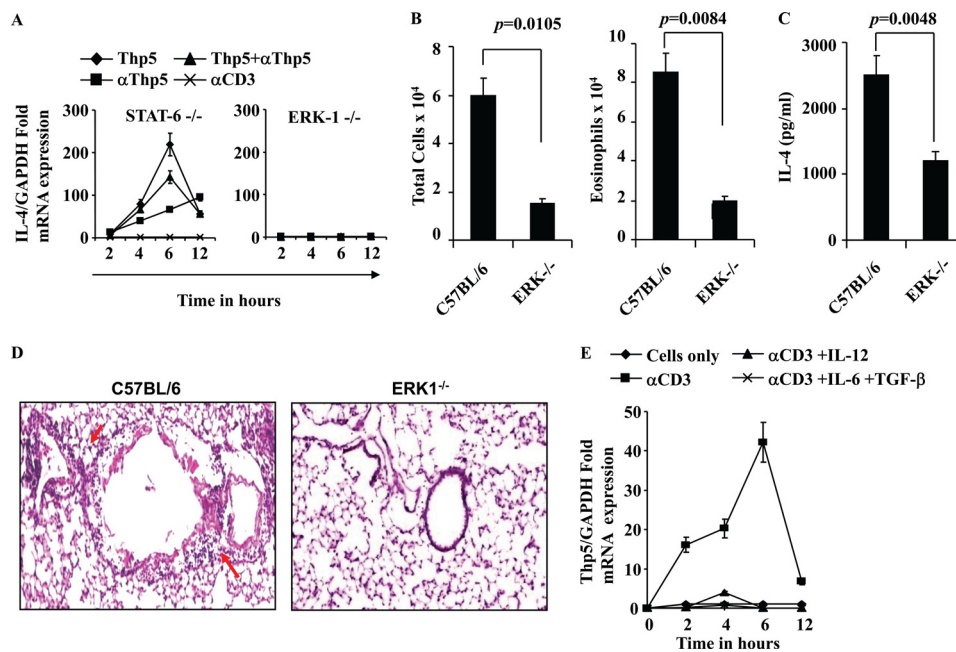 A
Thp5
Thp5+αThp5
αThp5
αCD3
IL-4/GAPDH Fold
mRNA expression
300
200
100
0
STAT-6 -/-
2 4 6 12
300
200
100
0
ERK-1 -/-
2 4 6 12
Time in hours
B
p=0.0105
Total Cells x 10⁴
8
6
4
2
0
C57BL/6
ERK-/-
p=0.0084
Eosinophils x 10⁴
10
8
6
4
2
0
C57BL/6
ERK-/-
C
p=0.0048
IL-4 (pg/ml)
3000
2000
1000
0
C57BL/6
ERK-/-
D
C57BL/6
ERK1-/-
E
Cells only
αCD3 +IL-12
αCD3
αCD3 +IL-6 +TGF-β
Thp5/GAPDH Fold
mRNA expression
50
40
30
20
10
0
0 2 4 6 12
Time in hours